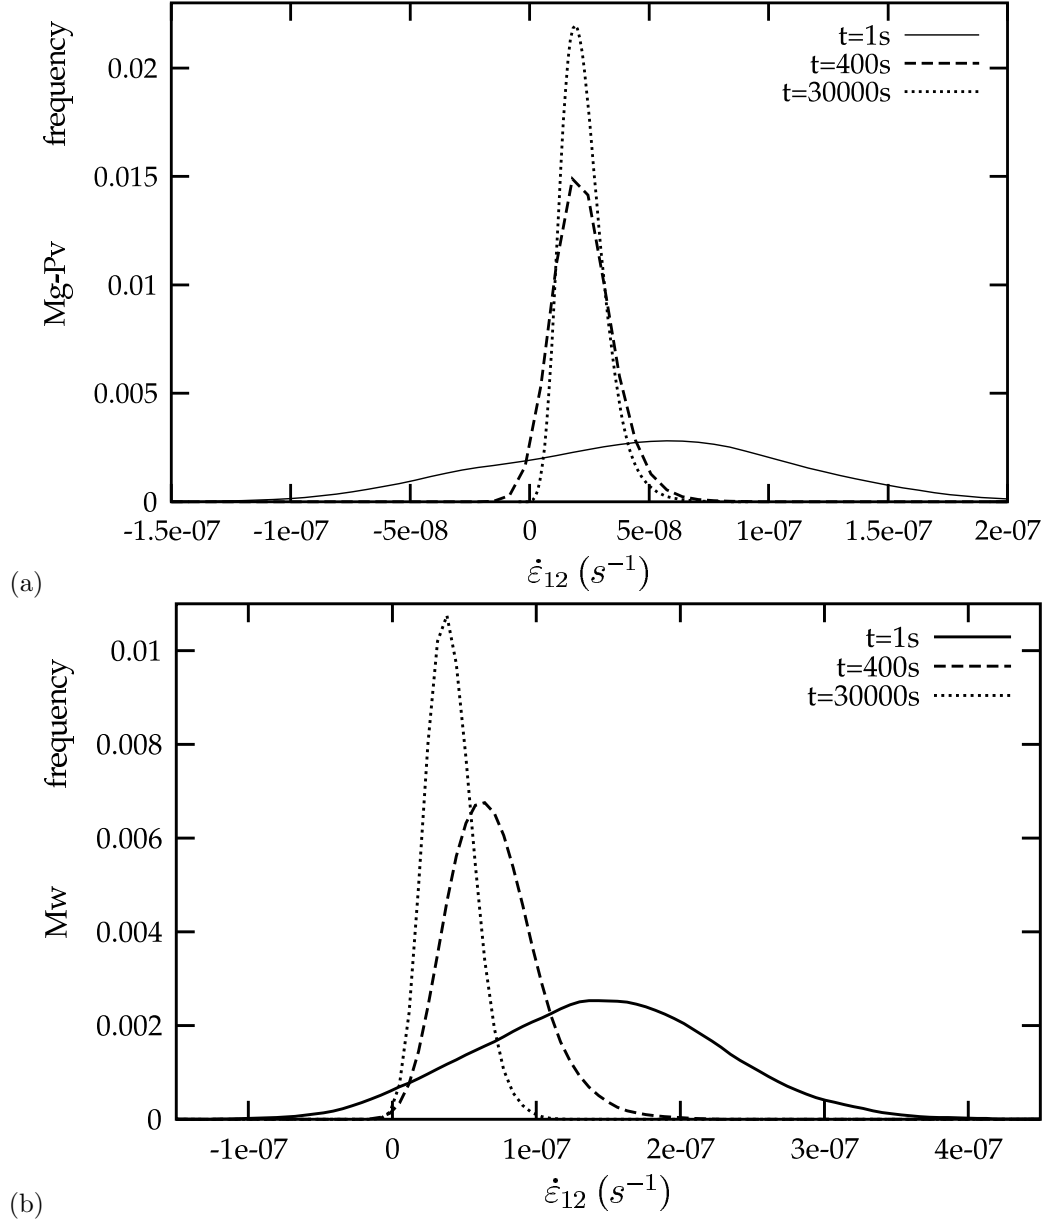 frequency
Mg-Pv
t=1s
t=400s
t=30000s
0.02
0.015
0.01
0.005
0
-1.5e-07 -1e-07 -5e-08 0 5e-08 1e-07 1.5e-07 2e-07
ε̇₁₂ (s⁻¹)
(a)
frequency
Mw
t=1s
t=400s
t=30000s
0.01
0.008
0.006
0.004
0.002
0
-1e-07 0 1e-07 2e-07 3e-07 4e-07
ε̇₁₂ (s⁻¹)
(b)